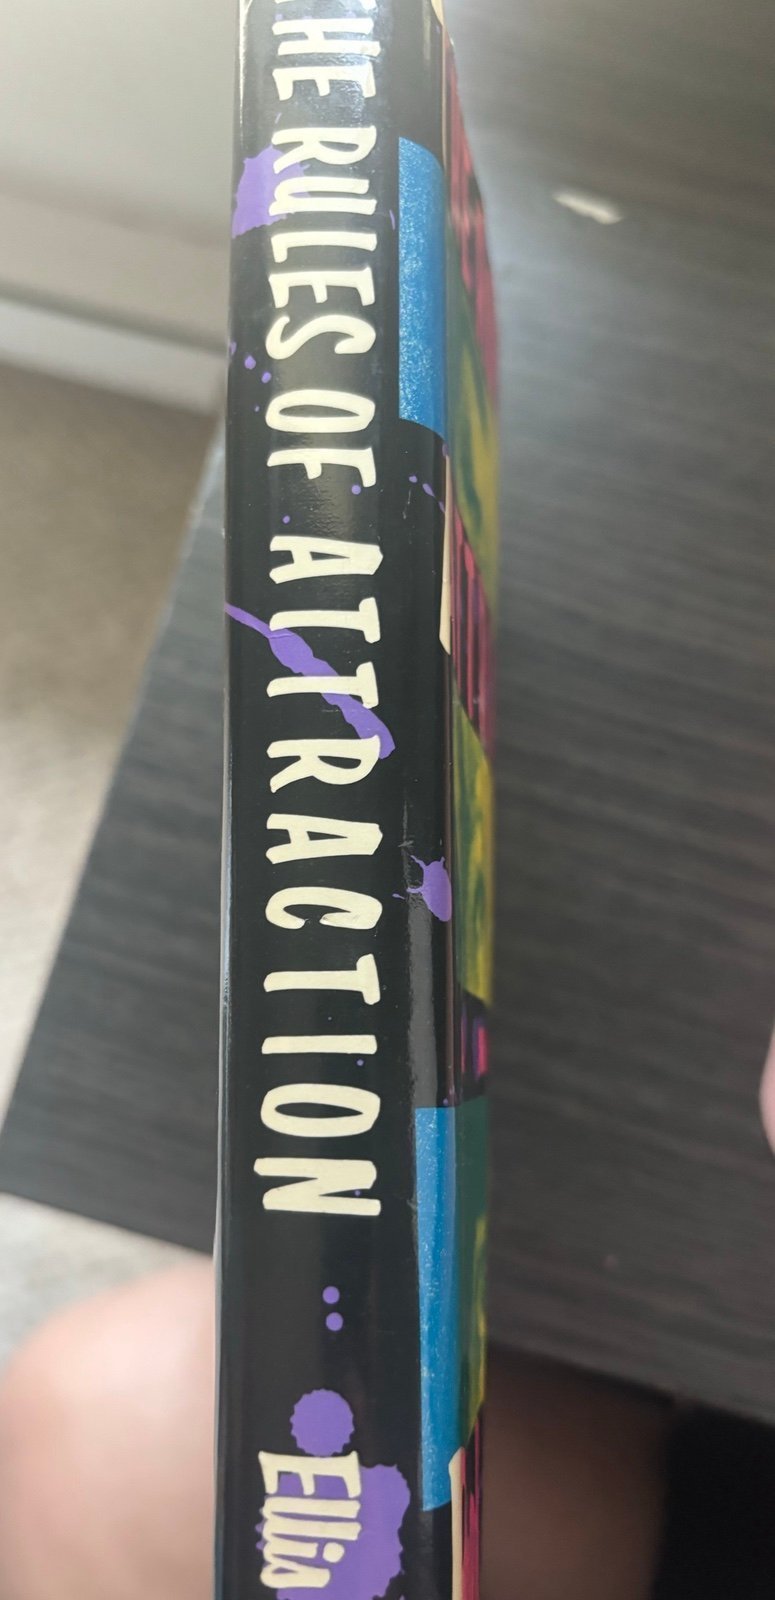 THE RULES OF ATTRACTION
Ellis